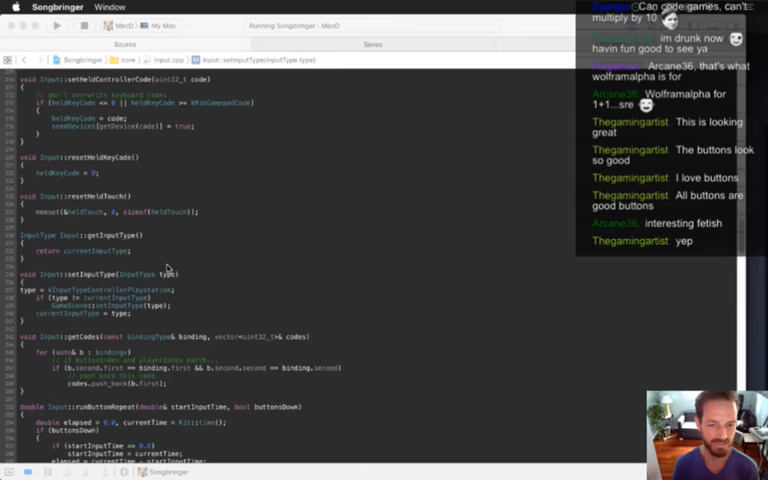 Songbringer Window
MacD My Mac
Running Songbringer : MacD
Source Saves
Songbringer core Input.cpp Input::setInputType(InputType type)
void Input::setHeldControllerCode(uint32_t code)
{
// don't overwrite keyboard codes
if (heldKeyCode <= 0 || heldKeyCode >= kMinGamepadCode)
{
heldKeyCode = code;
seenDevices[getDevice(code)] = true;
}
}
void Input::resetHeldKeyCode()
{
heldKeyCode = 0;
}
void Input::resetHeldTouch()
{
memset(&heldTouch, 0, sizeof(heldTouch));
}
InputType Input::getInputType()
{
return currentInputType;
}
void Input::setInputType(InputType type)
{
type = kInputTypeControllerPlaystation;
if (type != currentInputType)
GameScene::setInputType(type);
currentInputType = type;
}
void Input::getCodes(const bindingType& binding, vector<uint32_t>& codes)
{
for (auto& b : bindings)
// if buttonIndex and playerIndex match...
if (b.second.first == binding.first && b.second.second == binding.second)
// push back this code
codes.push_back(b.first);
}
double Input::runButtonRepeat(double& startInputTime, bool buttonsDown)
{
double elapsed = 0.0, currentTime = Kit::time();
if (buttonsDown)
{
if (startInputTime == 0.0)
startInputTime = currentTime;
elapsed = currentTime - startInputTime;
Songbringer
Can code games, can't
multiply by 10
im drunk now
havin fun good to see ya
Arcane36, that's what
wolframalpha is for
Arcane36 Wolframalpha for
1+1...sre
Thegamingartist This is looking
great
Thegamingartist The buttons look
so good
Thegamingartist I love buttons
Thegamingartist All buttons are
good buttons
Arcane36 interesting fetish
Thegamingartist yep